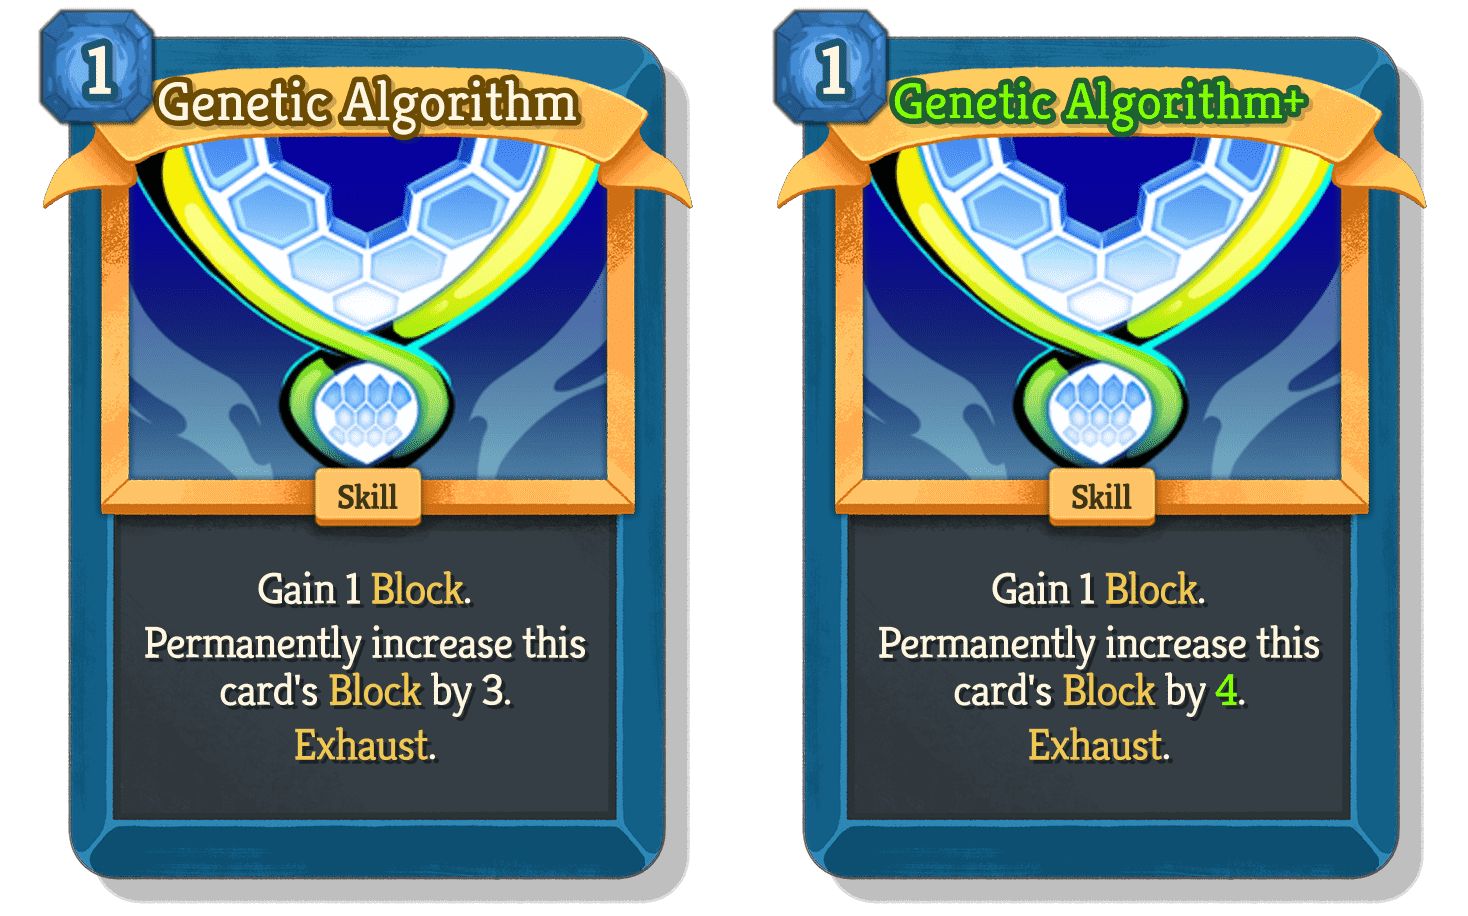 1
Genetic Algorithm
Skill
Gain 1 Block.
Permanently increase this
card's Block by 3.
Exhaust.
1
Genetic Algorithm+
Skill
Gain 1 Block.
Permanently increase this
card's Block by 4.
Exhaust.